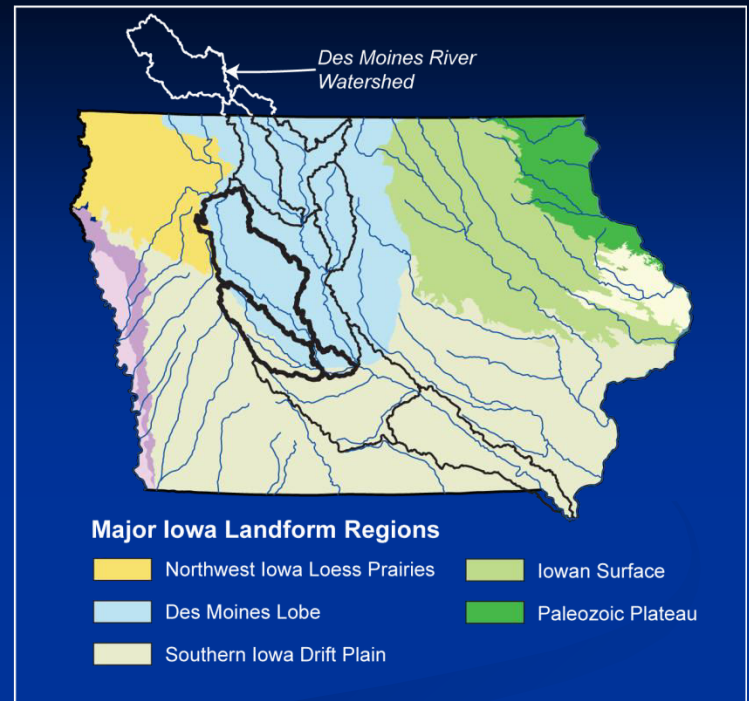 Des Moines River
Watershed
Major Iowa Landform Regions
Northwest Iowa Loess Prairies
Iowan Surface
Des Moines Lobe
Paleozoic Plateau
Southern Iowa Drift Plain